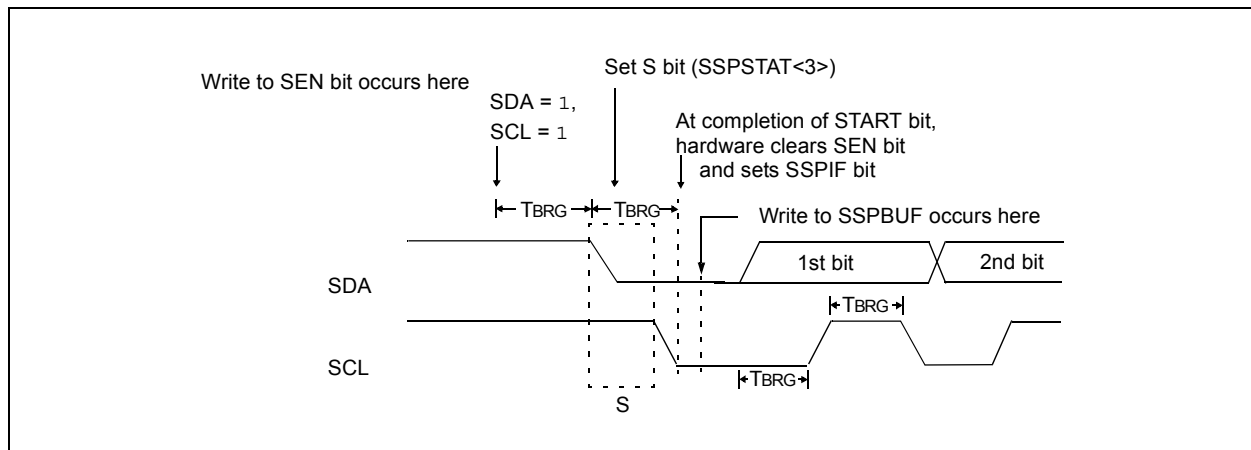 Write to SEN bit occurs here
Set S bit (SSPSTAT<3>)
SDA = 1,
SCL = 1
At completion of START bit,
hardware clears SEN bit
and sets SSPIF bit
TBRG
TBRG
Write to SSPBUF occurs here
SDA
1st bit
2nd bit
TBRG
SCL
TBRG
S